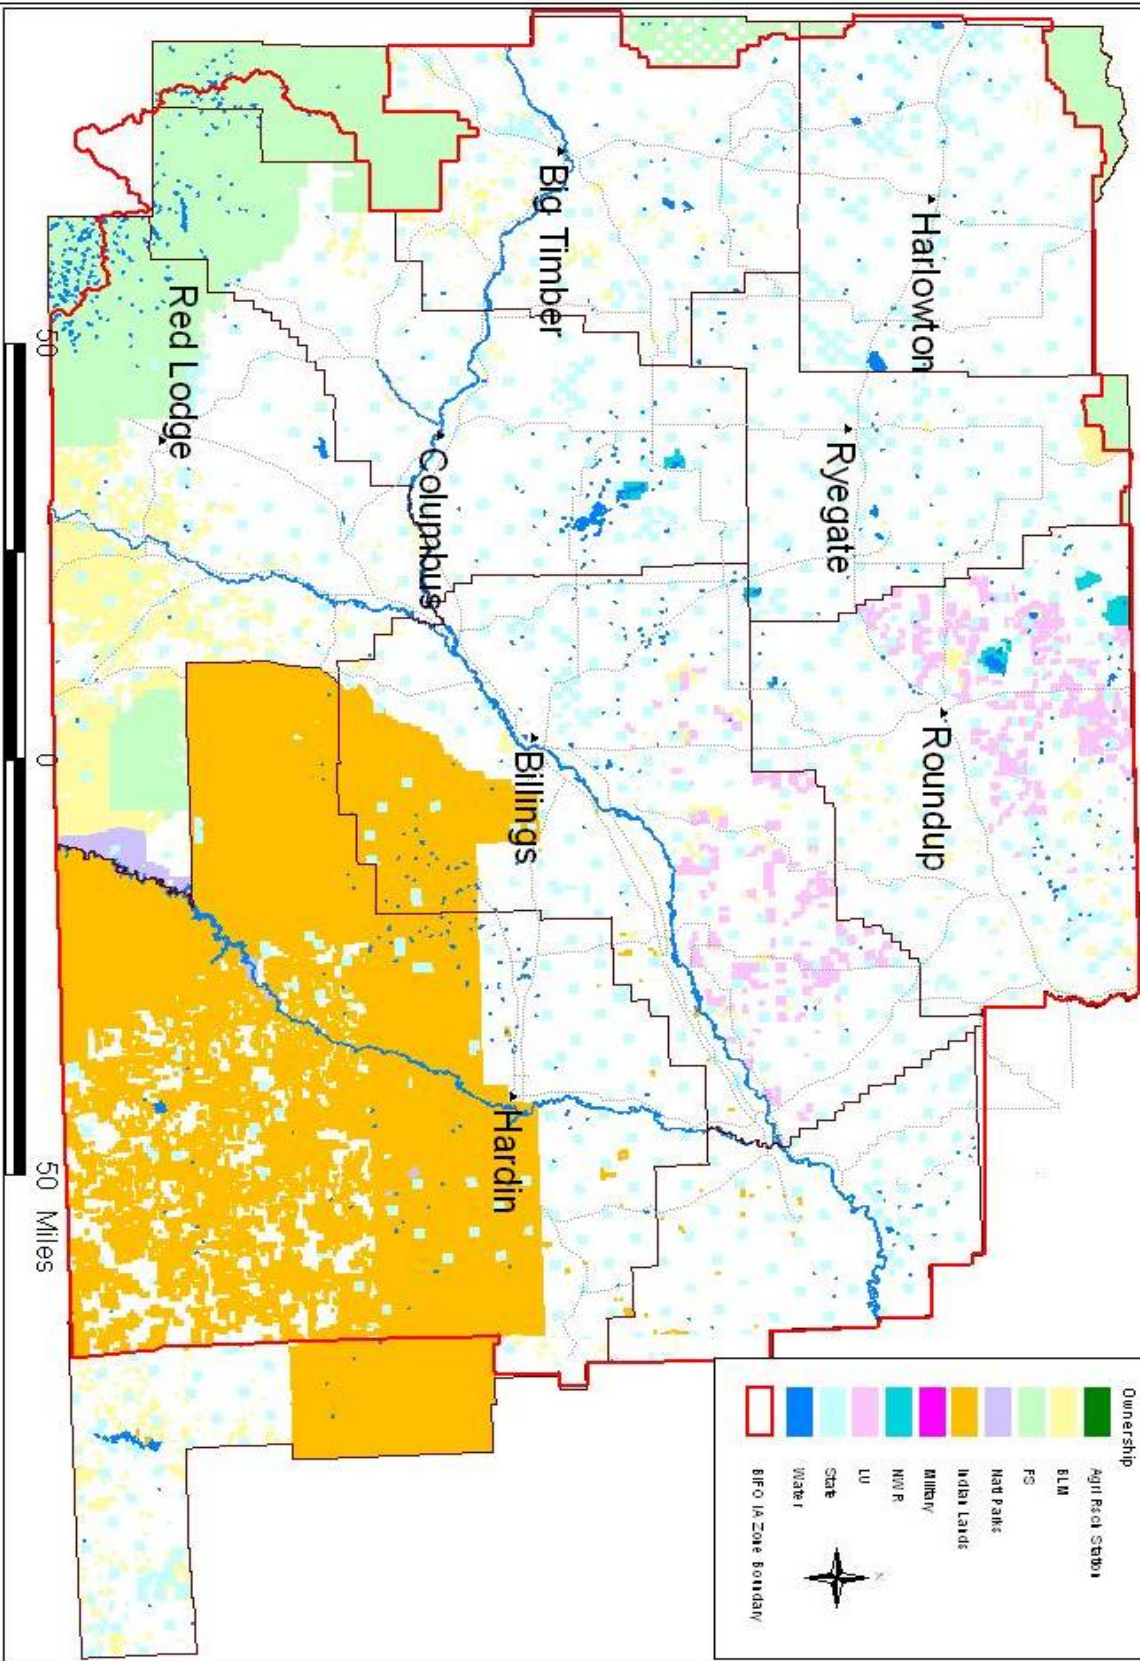 Harlowton
Ryegate
Roundup
Big Timber
Columbus
Billings
Hardin
Red Lodge
50
0
50 Miles
Ownership
Agri Rsch Station
BLM
FS
Natl Parks
Indian Lands
Military
NWR
LU
State
Water
BIFO IA Zone Boundary
N